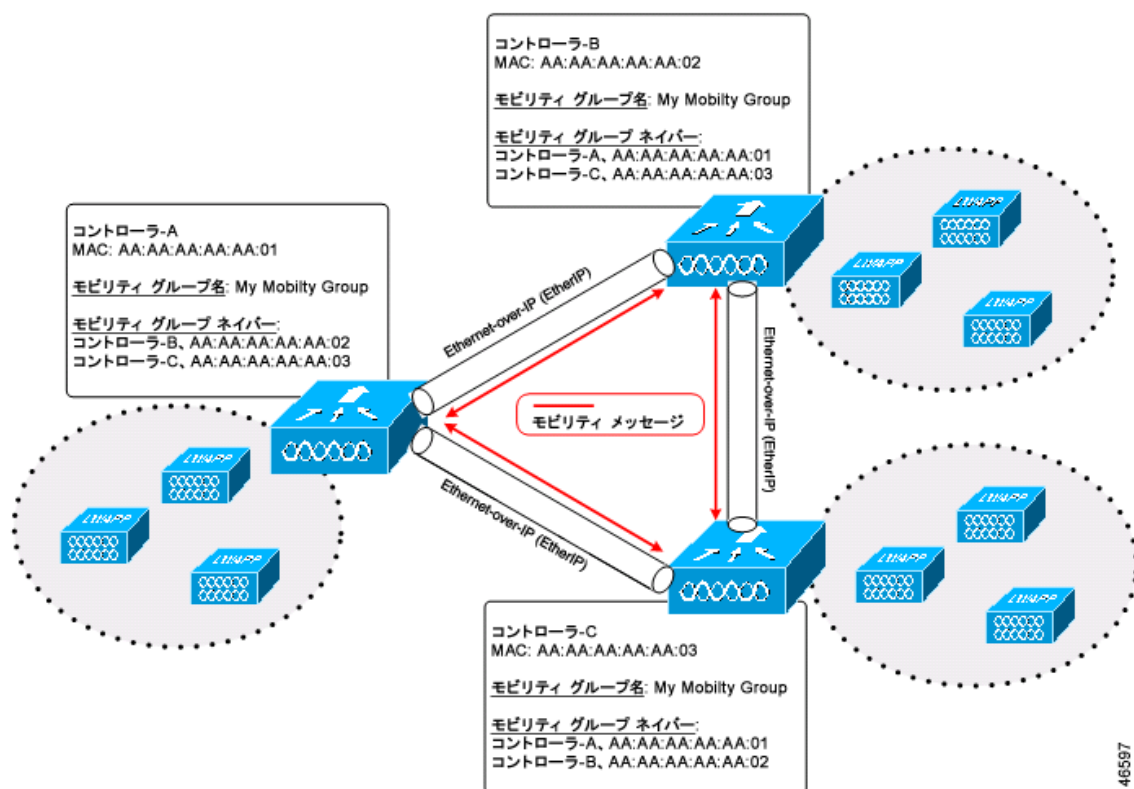 コントローラ-B
MAC: AA:AA:AA:AA:AA:02
モビリティ グループ名: My Mobilty Group
モビリティ グループ ネイバー:
コントローラ-A、AA:AA:AA:AA:AA:01
コントローラ-C、AA:AA:AA:AA:AA:03
コントローラ-A
MAC: AA:AA:AA:AA:AA:01
モビリティ グループ名: My Mobilty Group
モビリティ グループ ネイバー:
コントローラ-B、AA:AA:AA:AA:AA:02
コントローラ-C、AA:AA:AA:AA:AA:03
LWAPP
LWAPP
LWAPP
Ethernet-over-IP (EtherIP)
Ethernet-over-IP (EtherIP)
モビリティ メッセージ
Ethernet-over-IP (EtherIP)
LWAPP
LWAPP
LWAPP
LWAPP
LWAPP
LWAPP
コントローラ-C
MAC: AA:AA:AA:AA:AA:03
モビリティ グループ名: My Mobilty Group
モビリティ グループ ネイバー:
コントローラ-A、AA:AA:AA:AA:AA:01
コントローラ-B、AA:AA:AA:AA:AA:02
46597